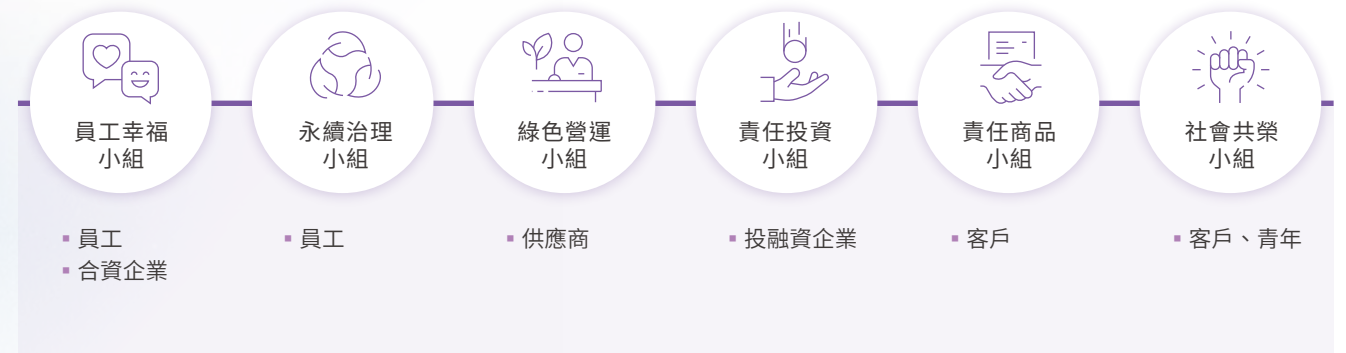 員工幸福
小組
永續治理
小組
綠色營運
小組
責任投資
小組
責任商品
小組
社會共榮
小組
▪ 員工
▪ 合資企業
▪ 員工
▪ 供應商
▪ 投融資企業
▪ 客戶
▪ 客戶、青年